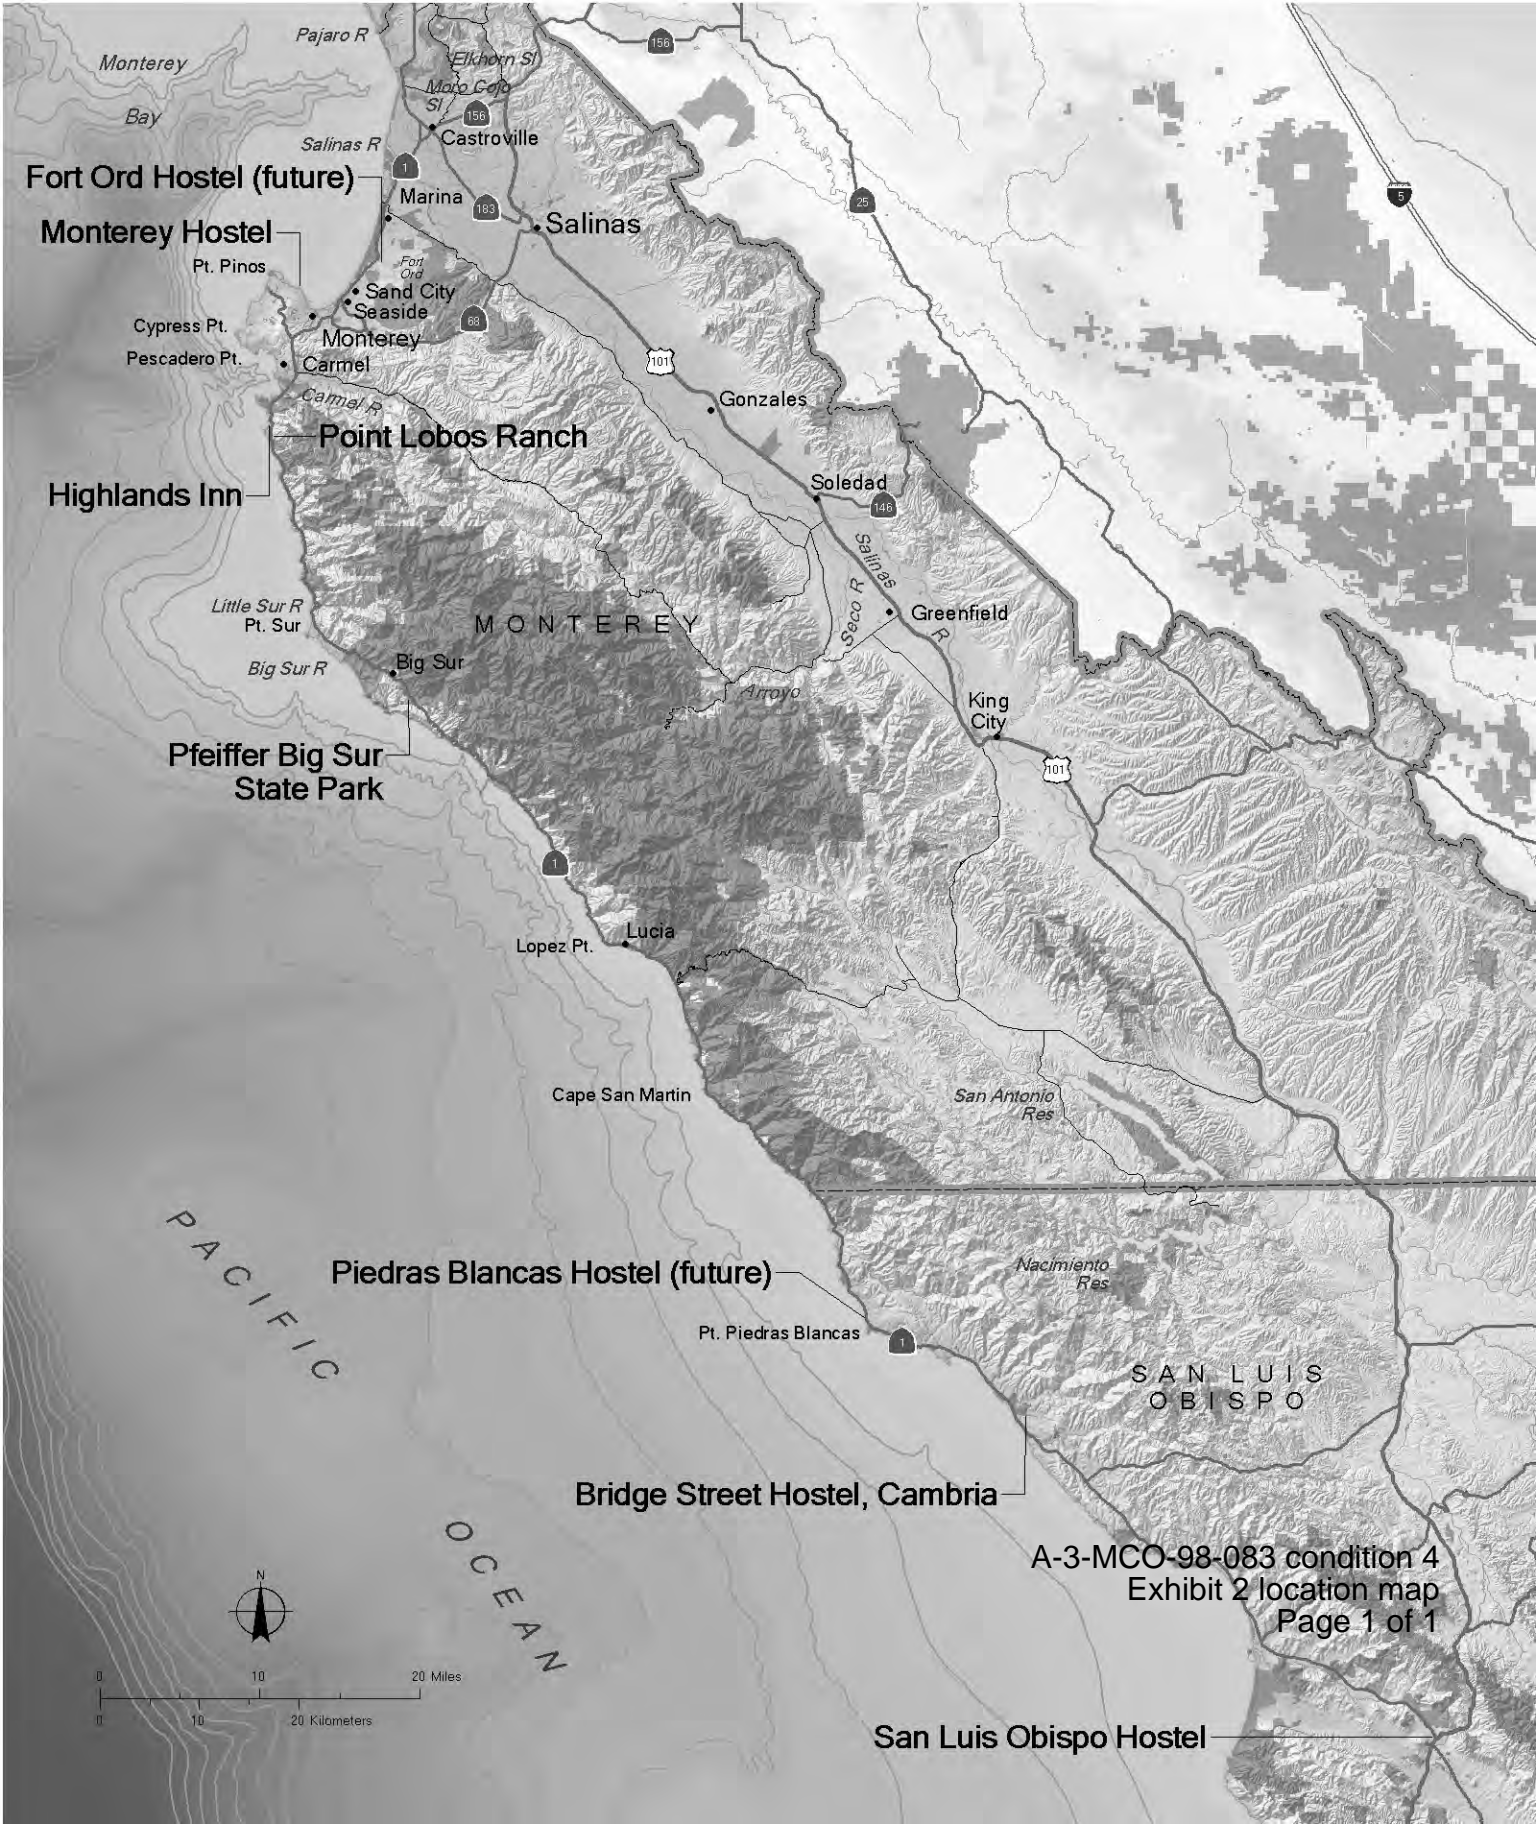 Pajaro R
Monterey
Bay
Elkhorn Sl
Moro Cojo
Sl
156
156
Castroville
Salinas R
1
Fort Ord Hostel (future)
Marina
183
25
5
Monterey Hostel
Salinas
Pt. Pinos
Fort
Ord
Sand City
Seaside
68
Cypress Pt.
Monterey
Pescadero Pt.
Carmel
101
Carmel R
Gonzales
Point Lobos Ranch
Highlands Inn
Soledad
146
Salinas
R
Seco R
Arroyo
Greenfield
Little Sur R
Pt. Sur
MONTEREY
Big Sur R
Big Sur
King
City
101
Pfeiffer Big Sur
State Park
1
Lucia
Lopez Pt.
Cape San Martin
San Antonio
Res
PACIFIC
OCEAN
Piedras Blancas Hostel (future)
Nacimiento
Res
Pt. Piedras Blancas
1
SAN LUIS
OBISPO
Bridge Street Hostel, Cambria
A-3-MCO-98-083 condition 4
Exhibit 2 location map
Page 1 of 1
N
0 10 20 Miles
0 10 20 Kilometers
San Luis Obispo Hostel